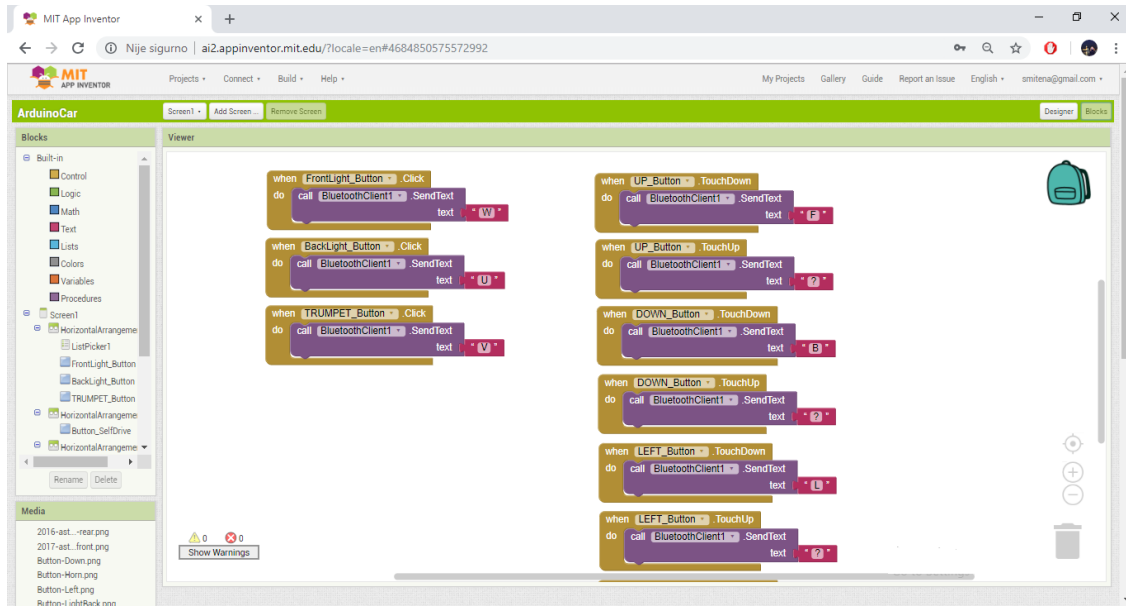 MIT App Inventor
Nije sigurno | ai2.appinventor.mit.edu/?locale=en#4684850575572992
MIT
APP INVENTOR
Projects Connect Build Help My Projects Gallery Guide Report an Issue English smitena@gmail.com
ArduinoCar Screen1 Add Screen ... Remove Screen Designer Blocks
Blocks
Built-in
Control
Logic
Math
Text
Lists
Colors
Variables
Procedures
Screen1
HorizontalArrangeme
ListPicker1
FrontLight_Button
BackLight_Button
TRUMPET_Button
HorizontalArrangeme
Button_SelfDrive
HorizontalArrangeme
Rename Delete
Media
2016-ast...-rear.png
2017-ast...front.png
Button-Down.png
Button-Horn.png
Button-Left.png
Button-LightBack.png
Viewer
when FrontLight_Button .Click
do call BluetoothClient1 .SendText
text " W "
when BackLight_Button .Click
do call BluetoothClient1 .SendText
text " U "
when TRUMPET_Button .Click
do call BluetoothClient1 .SendText
text " V "
when UP_Button .TouchDown
do call BluetoothClient1 .SendText
text " F "
when UP_Button .TouchUp
do call BluetoothClient1 .SendText
text " ? "
when DOWN_Button .TouchDown
do call BluetoothClient1 .SendText
text " B "
when DOWN_Button .TouchUp
do call BluetoothClient1 .SendText
text " ? "
when LEFT_Button .TouchDown
do call BluetoothClient1 .SendText
text " L "
when LEFT_Button .TouchUp
do call BluetoothClient1 .SendText
text " ? "
0 0
Show Warnings